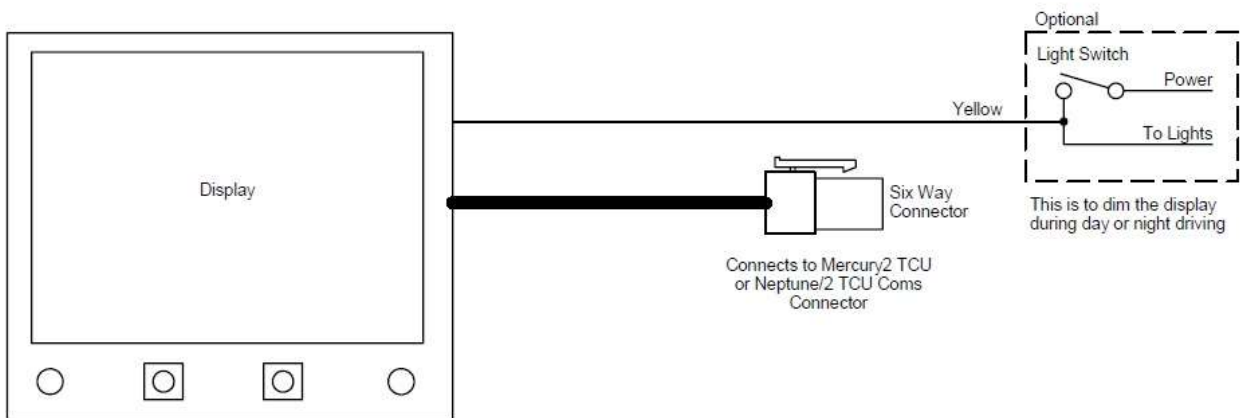 Optional
Light Switch
Power
Yellow
To Lights
Display
Six Way
Connector
This is to dim the display
during day or night driving
Connects to Mercury2 TCU
or Neptune/2 TCU Coms
Connector